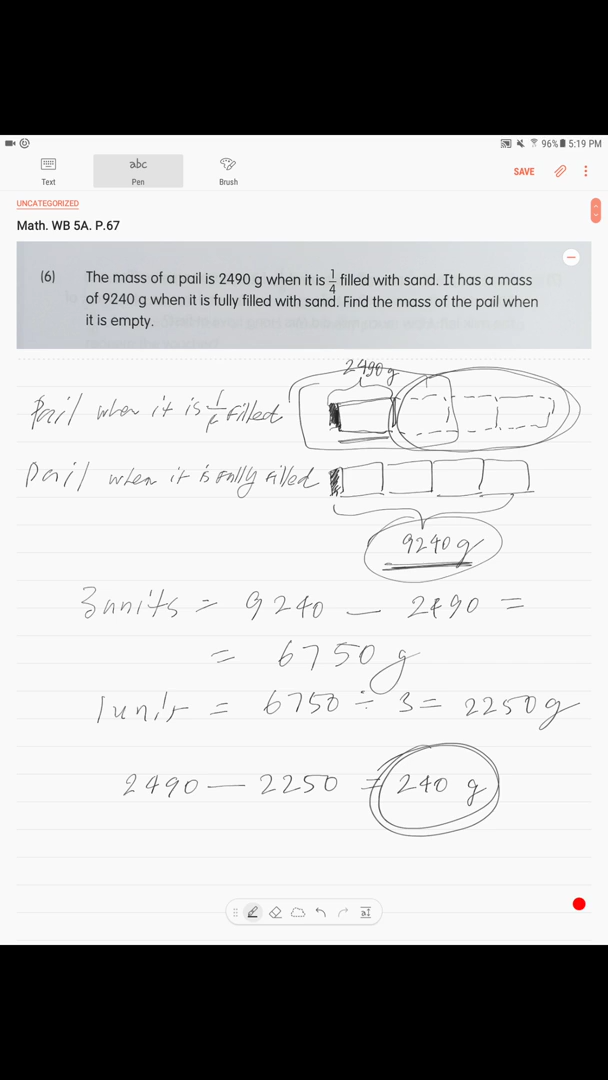 96% 5:19 PM
Text
abc
Pen
Brush
SAVE
UNCATEGORIZED
Math. WB 5A. P.67
(6) The mass of a pail is 2490 g when it is 1/4 filled with sand. It has a mass
of 9240 g when it is fully filled with sand. Find the mass of the pail when
it is empty.
2490 g
Pail when it is 1/4 filled
Pail when it is fully filled
9240 g
3 units = 9240 — 2490 =
= 6750 g
1 unit = 6750 ÷ 3 = 2250 g
2490 — 2250 = 240 g
aI